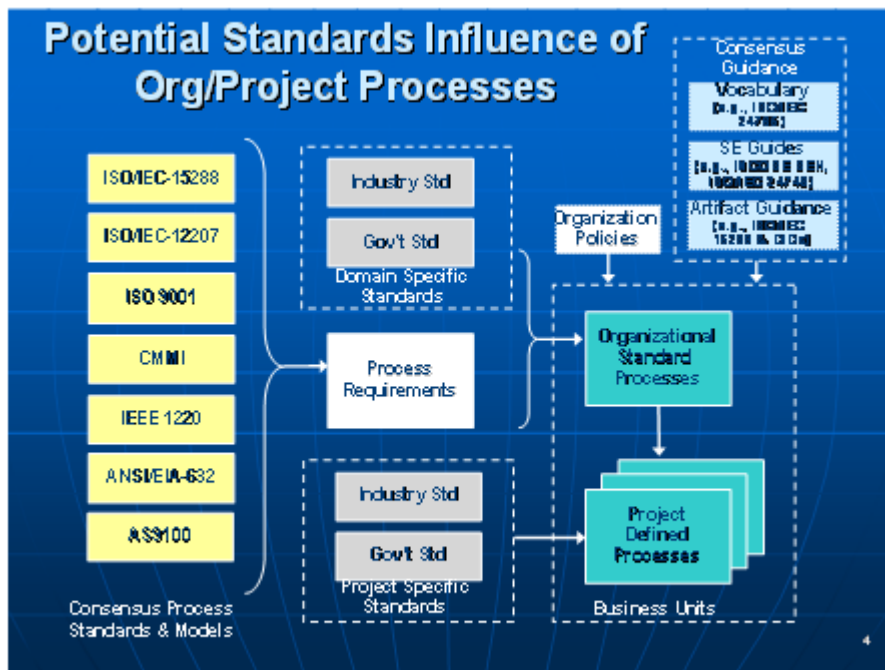 Potential Standards Influence of
Org/Project Processes
Consensus
Guidance
Vocabulary
SE Guides
Artifact Guidance
ISO/IEC-15288
ISO/IEC-12207
ISO 9001
CMMI
IEEE 1220
ANSI/EIA-632
AS9100
Consensus Process
Standards & Models
Industry Std
Gov't Std
Domain Specific
Standards
Process
Requirements
Industry Std
Gov't Std
Project Specific
Standards
Organization
Policies
Organizational
Standard
Processes
Project
Defined
Processes
Business Units
4